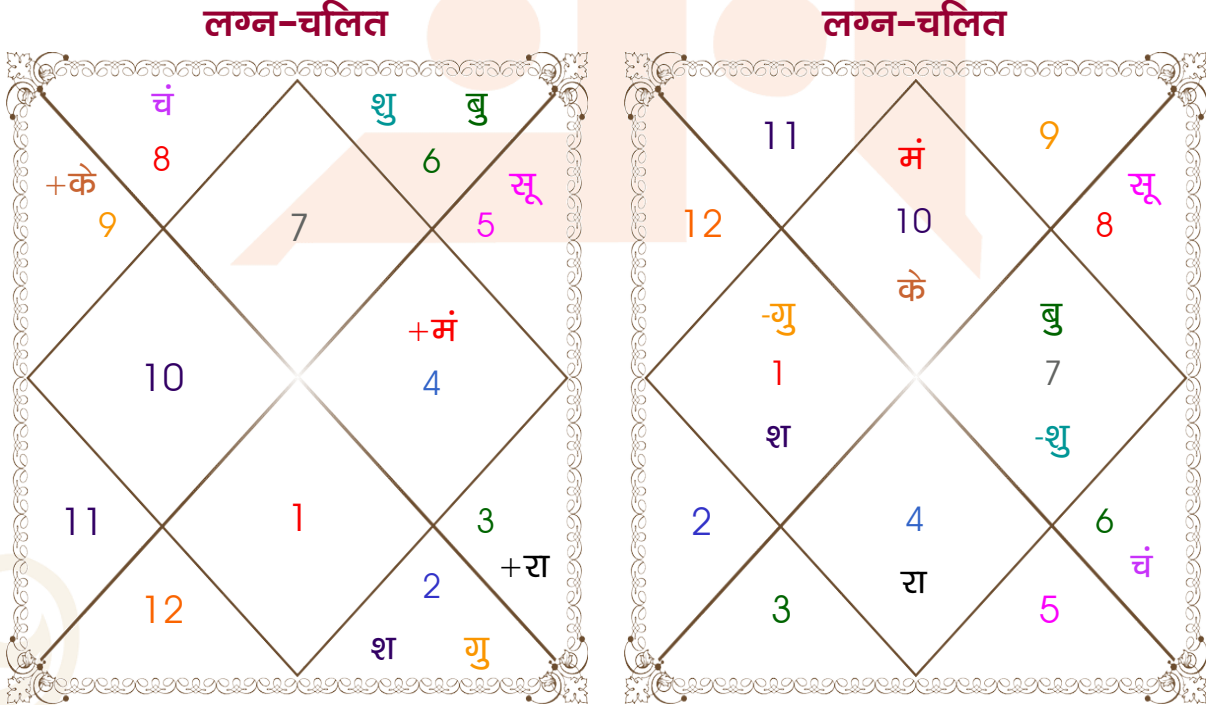 लग्न-चलित
चं
शु
बु
8
6
+के
सू
9
7
5
+मं
10
4
11
1
3
+रा
12
2
श
गु
लग्न-चलित
11
मं
9
सू
12
10
8
-गु
के
बु
1
7
श
-शु
2
4
6
रा
चं
3
5